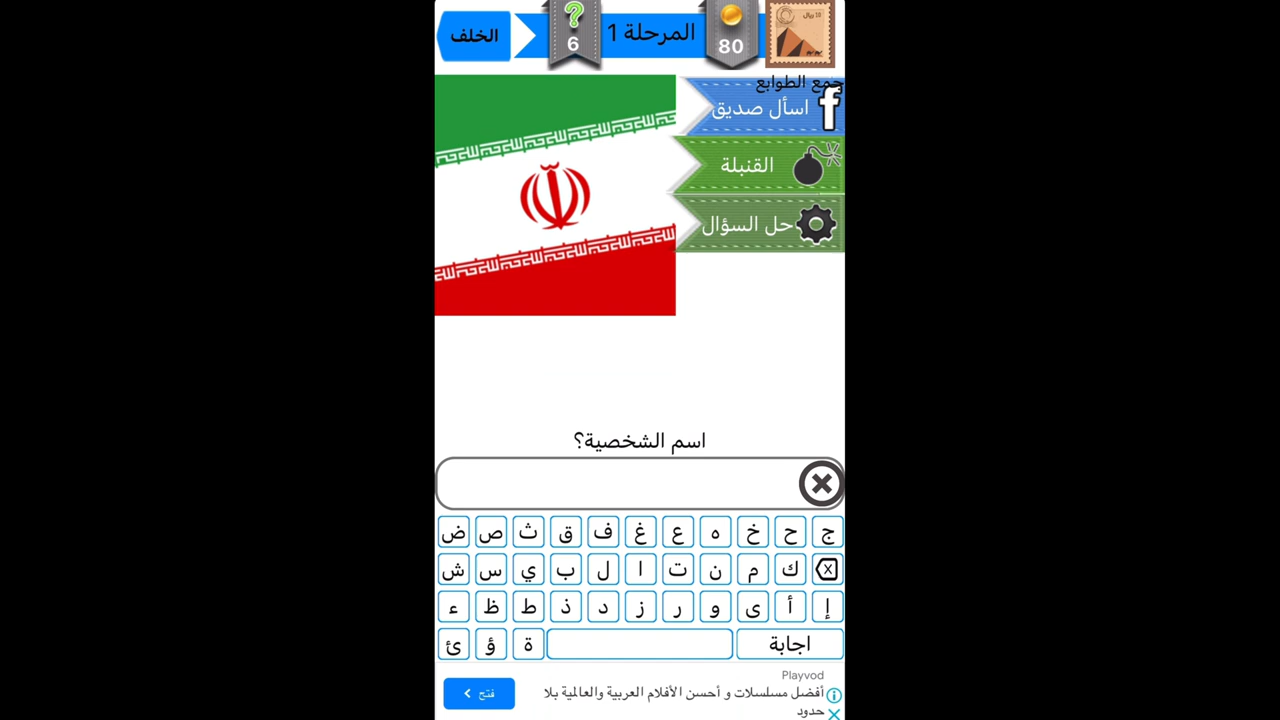 الخلف
6
المرحلة 1
80
جمع الطوابع
اسأل صديق
القنبلة
حل السؤال
اسم الشخصية؟
ض ص ث ق ف غ ع ه خ ح ج
ش س ي ب ل ا ت ن م ك
ء ظ ط ذ د ز ر و ى أ إ
ئ ؤ ة اجابة
Playvod
أفضل مسلسلات و أحسن الأفلام العربية والعالمية بلا
حدود
فتح